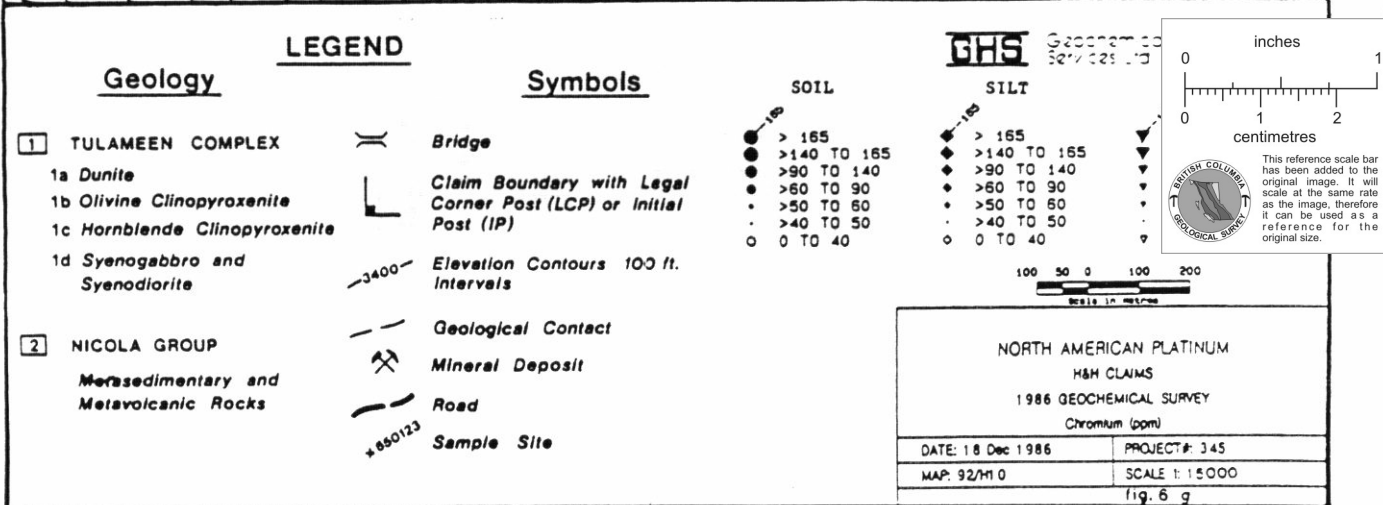 LEGEND
Geology
1 TULAMEEN COMPLEX
1a Dunite
1b Olivine Clinopyroxenite
1c Hornblende Clinopyroxenite
1d Syenogabbro and
Syenodiorite
2 NICOLA GROUP
Metasedimentary and
Metavolcanic Rocks
Symbols
Bridge
Claim Boundary with Legal
Corner Post (LCP) or Initial
Post (IP)
3400
Elevation Contours 100 ft.
Intervals
Geological Contact
Mineral Deposit
Road
850123
Sample Site
GHS
Services Ltd
SOIL
165
> 165
>140 TO 165
>90 TO 140
>60 TO 90
>50 TO 60
>40 TO 50
0 TO 40
SILT
165
> 165
>140 TO 165
>90 TO 140
>60 TO 90
>50 TO 60
>40 TO 50
0 TO 40
inches
0 1
0 1 2
centimetres
BRITISH COLUMBIA
GEOLOGICAL SURVEY
This reference scale bar
has been added to the
original image. It will
scale at the same rate
as the image, therefore
it can be used as a
reference for the
original size.
100 50 0 100 200
Scale in metres
NORTH AMERICAN PLATINUM
H&H CLAIMS
1986 GEOCHEMICAL SURVEY
Chromium (ppm)
DATE: 18 Dec 1986 PROJECT#: 345
MAP: 92/H10 SCALE 1: 15000
fig. 6 g